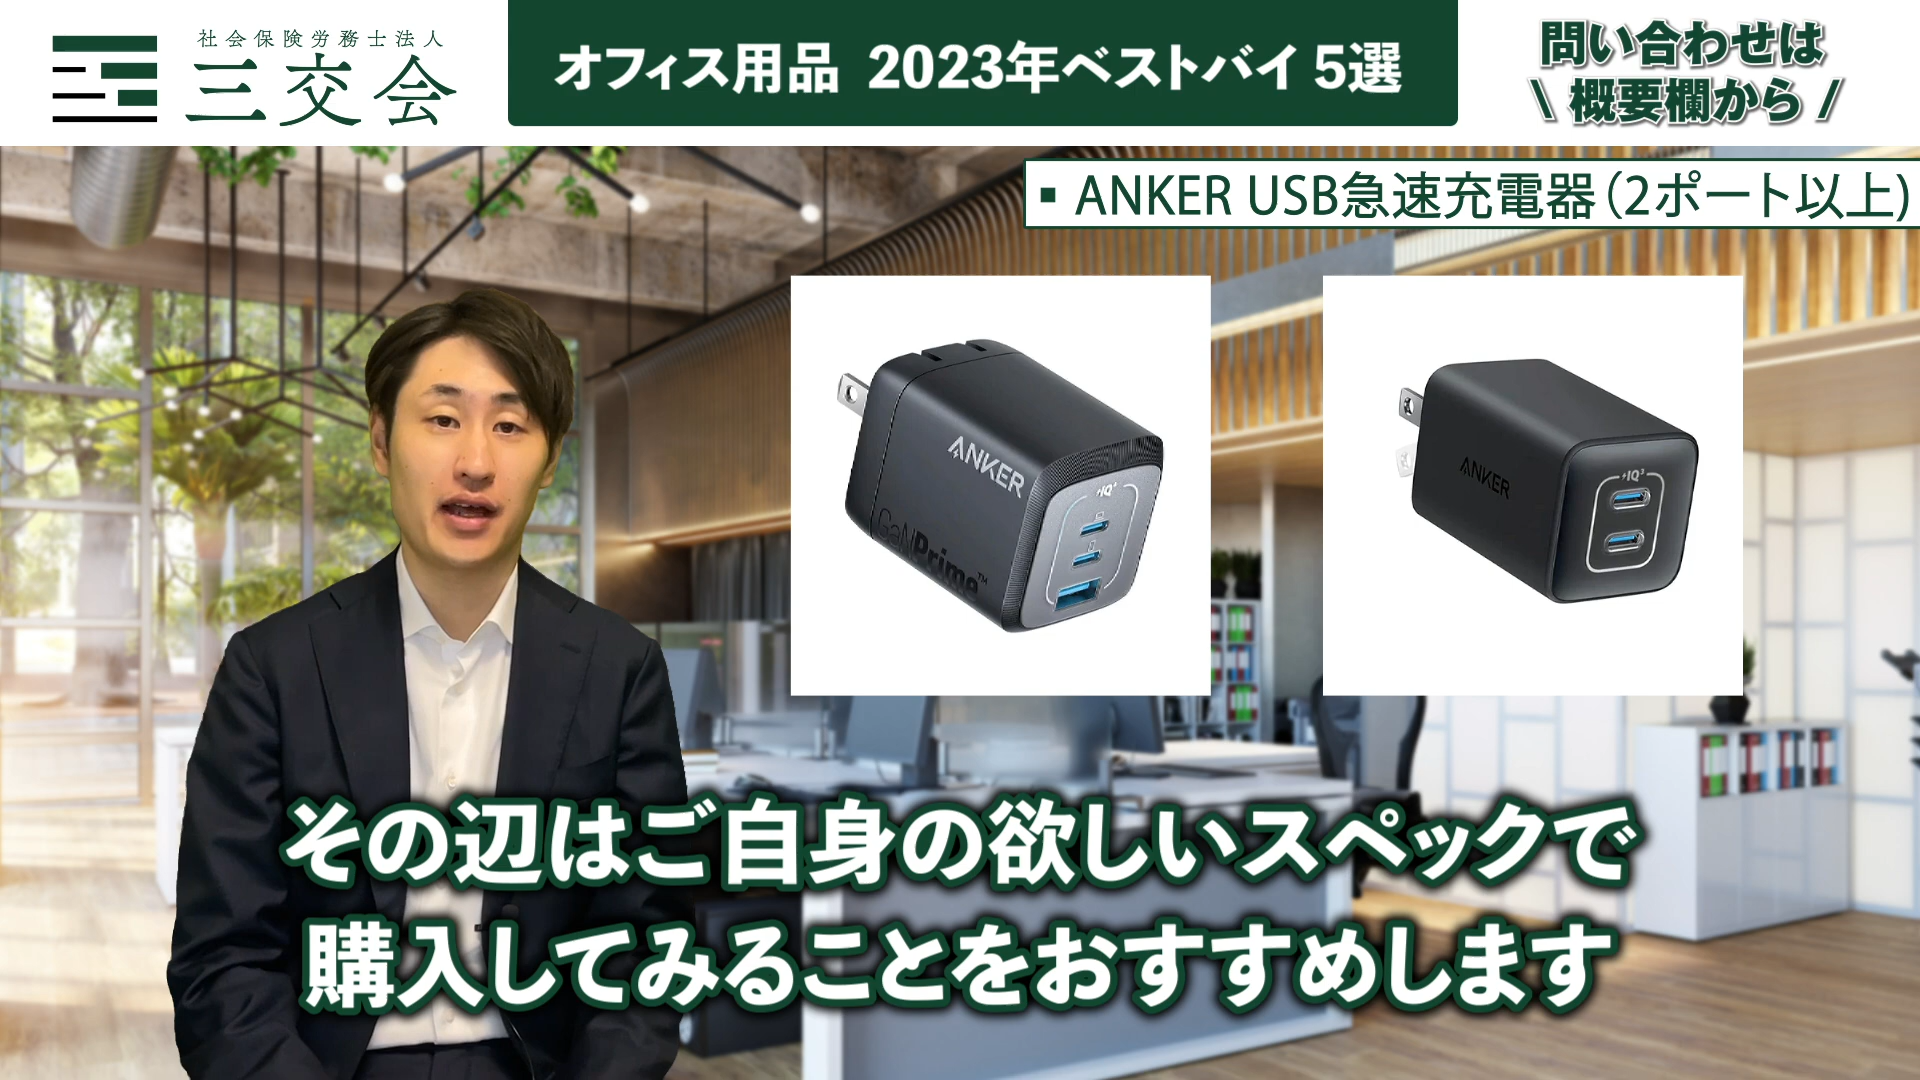 社会保険労務士法人
三交会
オフィス用品 2023年ベストバイ 5選
問い合わせは
\ 概要欄から /
▪ ANKER USB急速充電器（2ポート以上）
ANKER
GaNPrime™
IQ⁴
ANKER
IQ³
その辺はご自身の欲しいスペックで
購入してみることをおすすめします